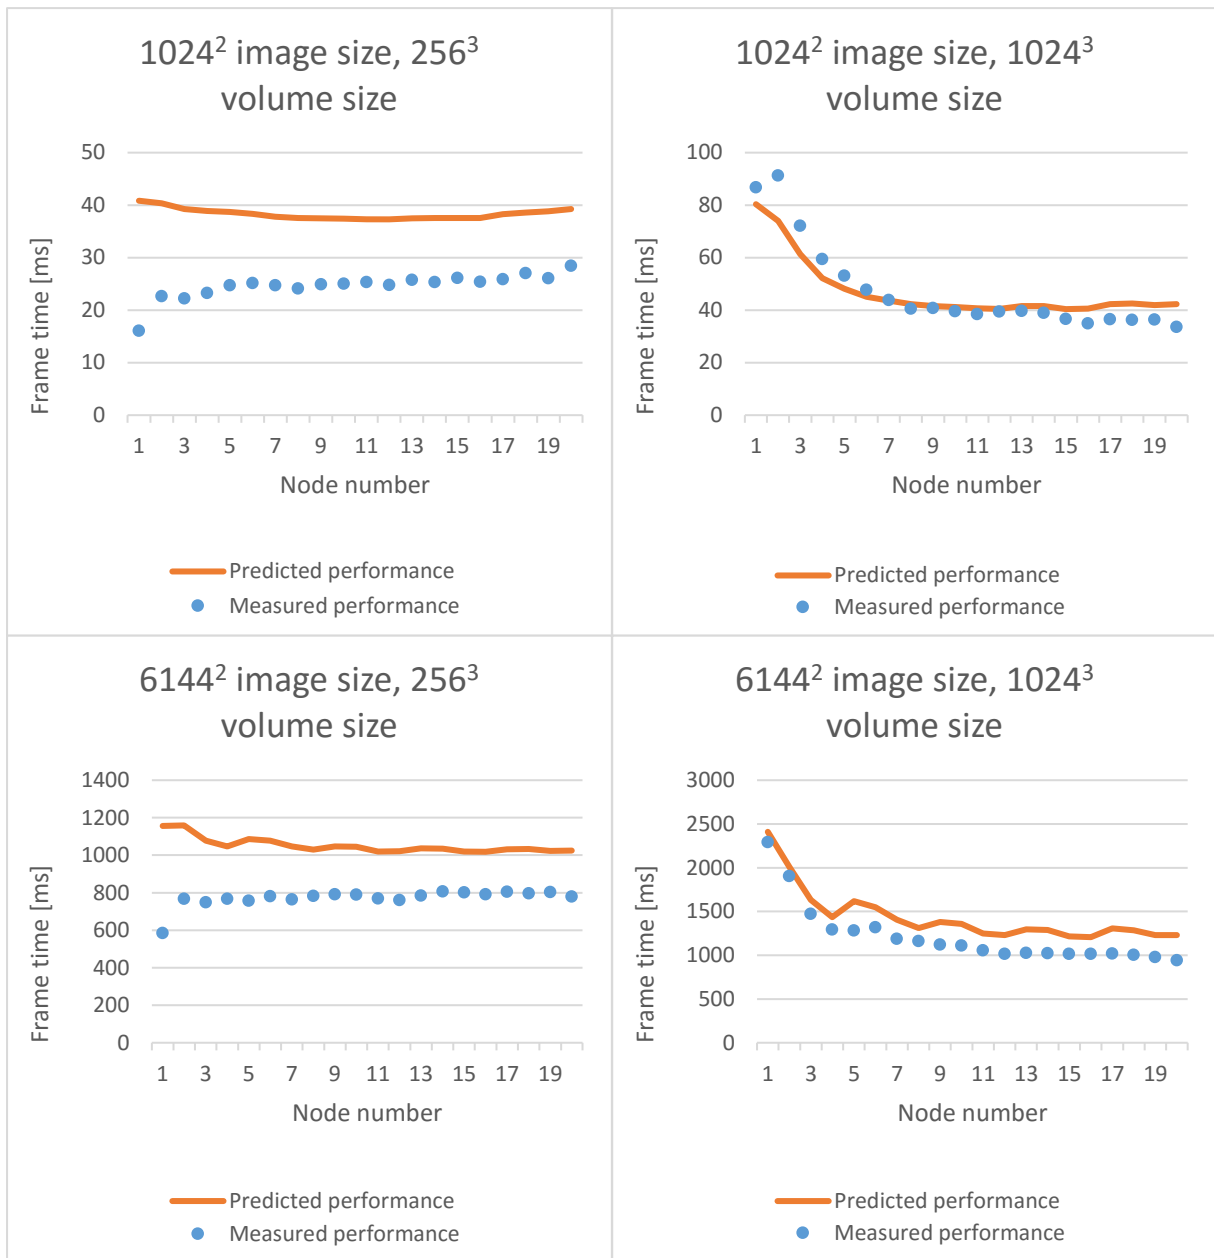 1024² image size, 256³
volume size
Frame time [ms]
50
40
30
20
10
0
1 3 5 7 9 11 13 15 17 19
Node number
Predicted performance
Measured performance
1024² image size, 1024³
volume size
Frame time [ms]
100
80
60
40
20
0
1 3 5 7 9 11 13 15 17 19
Node number
Predicted performance
Measured performance
6144² image size, 256³
volume size
Frame time [ms]
1400
1200
1000
800
600
400
200
0
1 3 5 7 9 11 13 15 17 19
Node number
Predicted performance
Measured performance
6144² image size, 1024³
volume size
Frame time [ms]
3000
2500
2000
1500
1000
500
0
1 3 5 7 9 11 13 15 17 19
Node number
Predicted performance
Measured performance